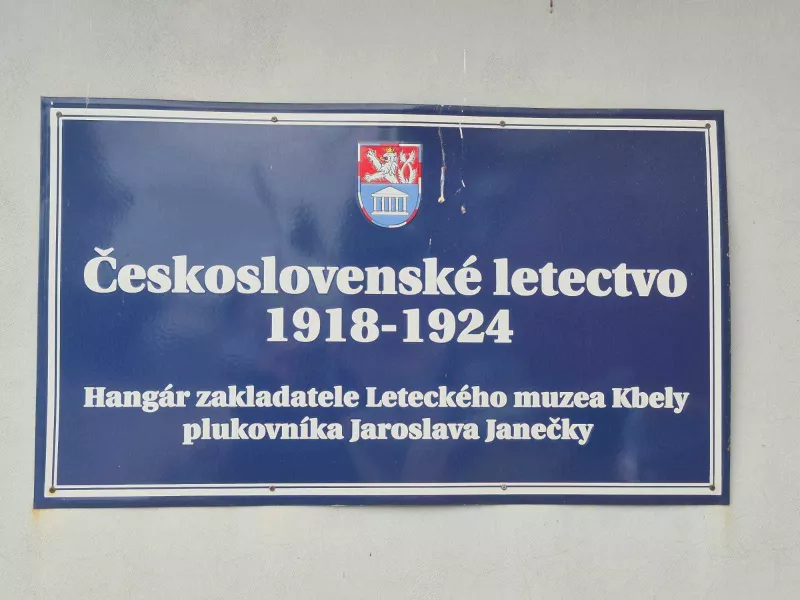 Československé letectvo
1918-1924
Hangár zakladatele Leteckého muzea Kbely
plukovníka Jaroslava Janečky